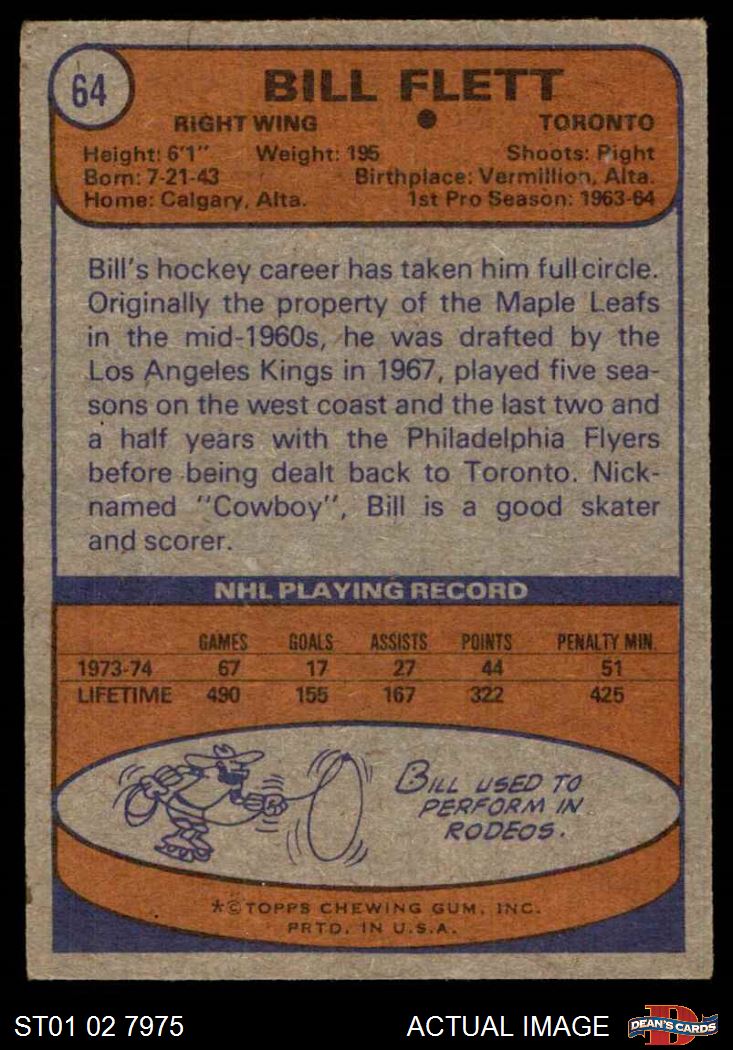 64
BILL FLETT
RIGHT WING • TORONTO
Height: 6'1" Weight: 195 Shoots: Right
Born: 7-21-43 Birthplace: Vermillion, Alta.
Home: Calgary, Alta. 1st Pro Season: 1963-64
Bill's hockey career has taken him full circle.
Originally the property of the Maple Leafs
in the mid-1960s, he was drafted by the
Los Angeles Kings in 1967, played five sea-
sons on the west coast and the last two and
a half years with the Philadelphia Flyers
before being dealt back to Toronto. Nick-
named "Cowboy", Bill is a good skater
and scorer.
NHL PLAYING RECORD
GAMES GOALS ASSISTS POINTS PENALTY MIN.
1973-74 67 17 27 44 51
LIFETIME 490 155 167 322 425
BILL USED TO
PERFORM IN
RODEOS.
*© TOPPS CHEWING GUM, INC.
PRTD. IN U.S.A.
ST01 02 7975 ACTUAL IMAGE D DEAN'S CARDS